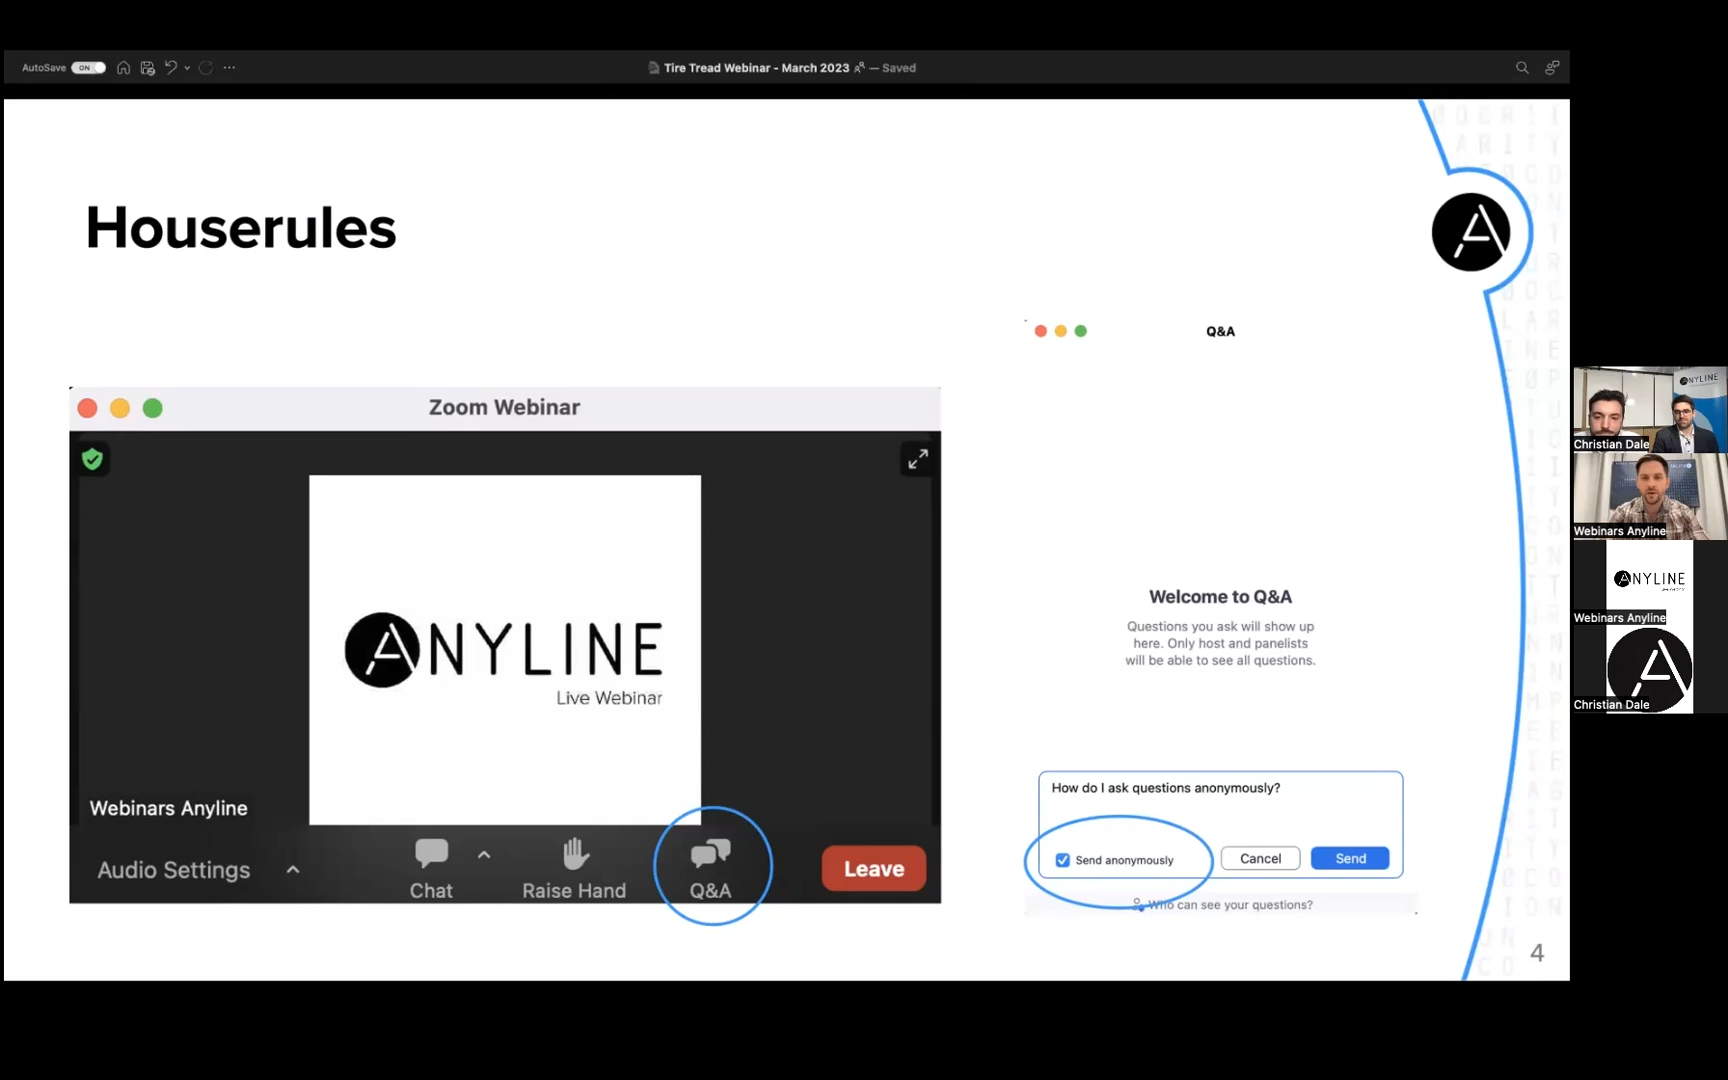 AutoSave ON
Tire Tread Webinar - March 2023 — Saved
Houserules
Zoom Webinar
ANYLINE
Live Webinar
Webinars Anyline
Audio Settings
Chat
Raise Hand
Q&A
Leave
Q&A
Welcome to Q&A
Questions you ask will show up
here. Only host and panelists
will be able to see all questions.
How do I ask questions anonymously?
Send anonymously
Cancel
Send
Who can see your questions?
4
ANYLINE
Christian Dale
Webinars Anyline
ANYLINE
Webinars Anyline
Christian Dale